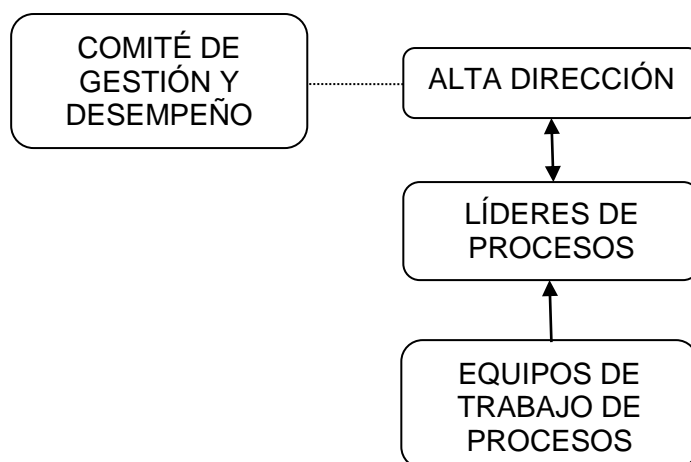 COMITÉ DE
GESTIÓN Y
DESEMPEÑO
ALTA DIRECCIÓN
LÍDERES DE
PROCESOS
EQUIPOS DE
TRABAJO DE
PROCESOS